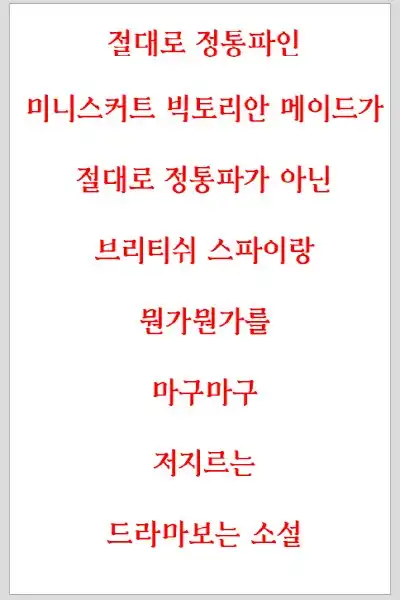 절대로 정통파인
미니스커트 빅토리안 메이드가
절대로 정통파가 아닌
브리티쉬 스파이랑
뭔가뭔가를
마구마구
저지르는
드라마보는 소설